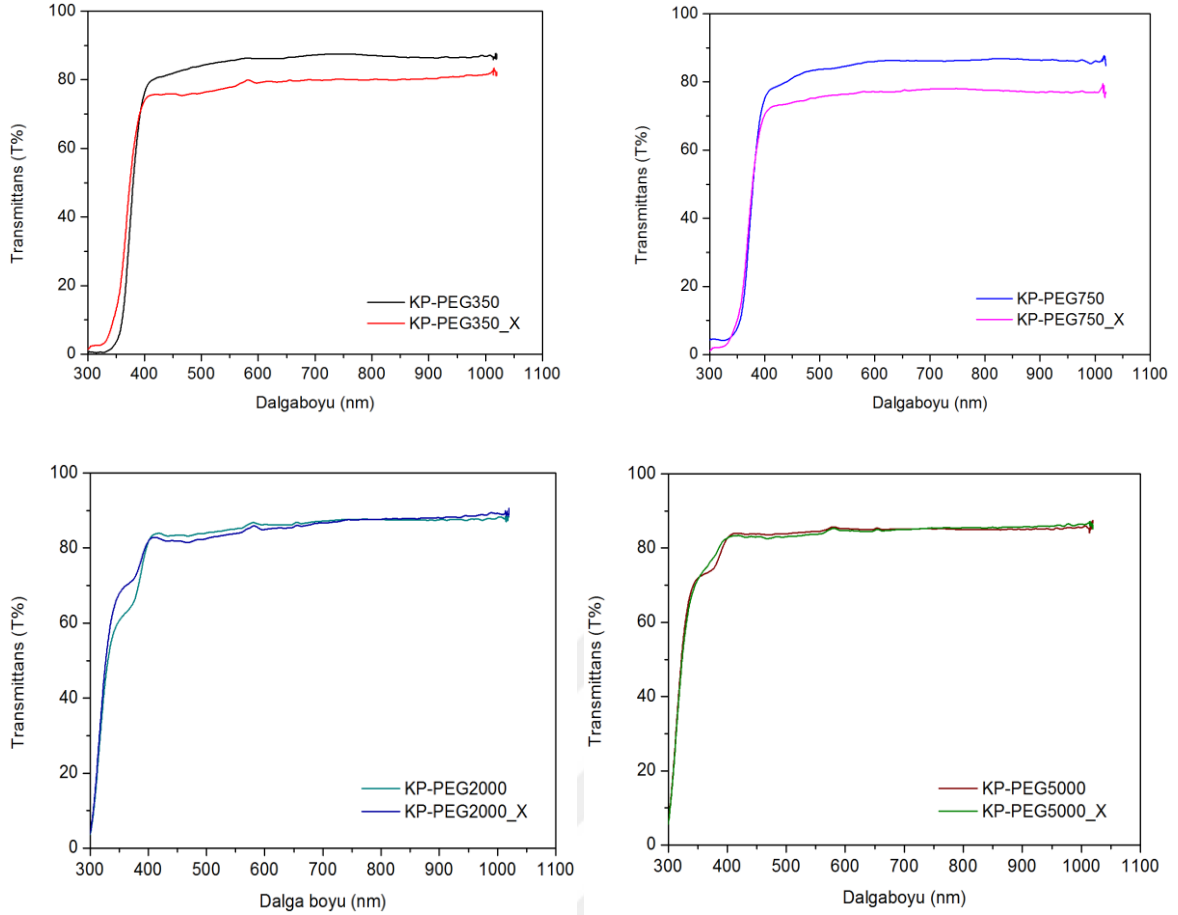 100
80
60
40
20
0
Transmittans (T%)
KP-PEG350
KP-PEG350_X
300 400 500 600 700 800 900 1000 1100
Dalgaboyu (nm)
100
80
60
40
20
0
Transmittans (T%)
KP-PEG750
KP-PEG750_X
300 400 500 600 700 800 900 1000 1100
Dalgaboyu (nm)
100
80
60
40
20
0
Transmittans (T%)
KP-PEG2000
KP-PEG2000_X
300 400 500 600 700 800 900 1000 1100
Dalga boyu (nm)
100
80
60
40
20
0
Transmittans (T%)
KP-PEG5000
KP-PEG5000_X
300 400 500 600 700 800 900 1000 1100
Dalgaboyu (nm)